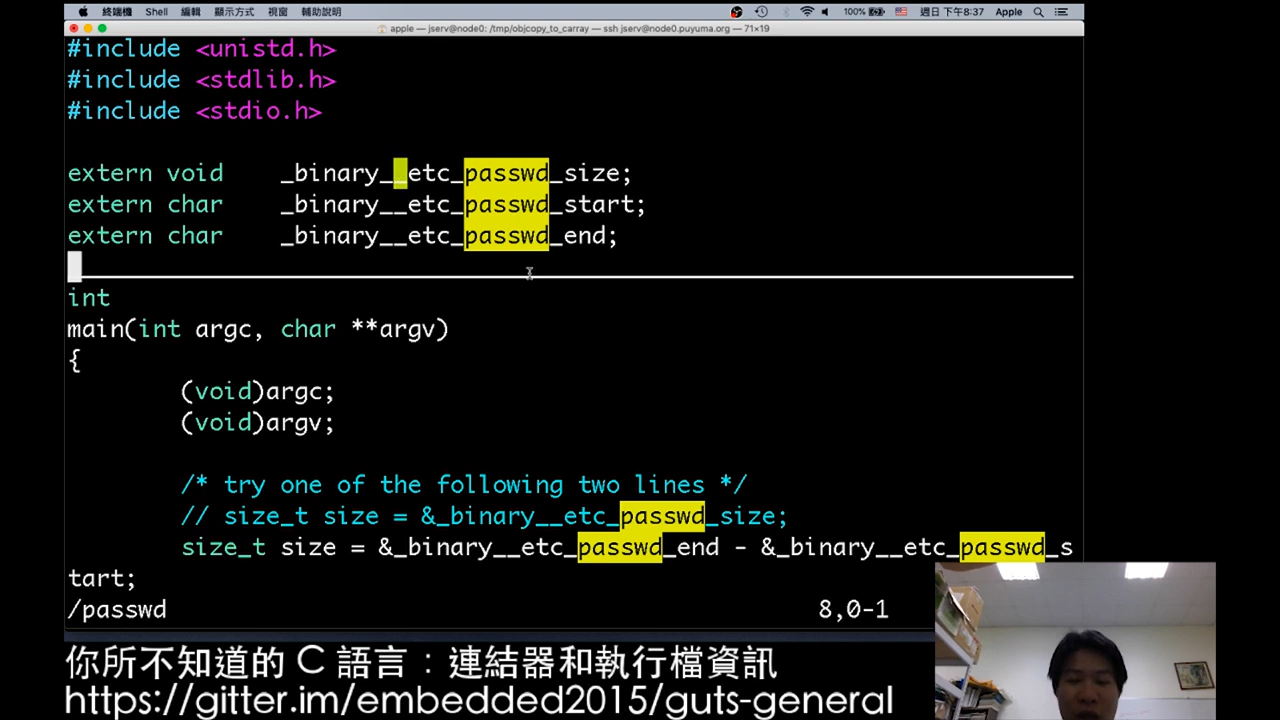 終端機 Shell 編輯 顯示方式 視窗 輔助說明 100% 週日下午8:37 Apple
apple — jserv@node0: /tmp/objcopy_to_carray — ssh jserv@node0.puyuma.org — 71×19
#include <unistd.h>
#include <stdlib.h>
#include <stdio.h>
extern void    _binary__etc_passwd_size;
extern char    _binary__etc_passwd_start;
extern char    _binary__etc_passwd_end;
int
main(int argc, char **argv)
{
        (void)argc;
        (void)argv;
        /* try one of the following two lines */
        // size_t size = &_binary__etc_passwd_size;
        size_t size = &_binary__etc_passwd_end - &_binary__etc_passwd_s
tart;
/passwd 8,0-1
你所不知道的 C 語言：連結器和執行檔資訊
https://gitter.im/embedded2015/guts-general